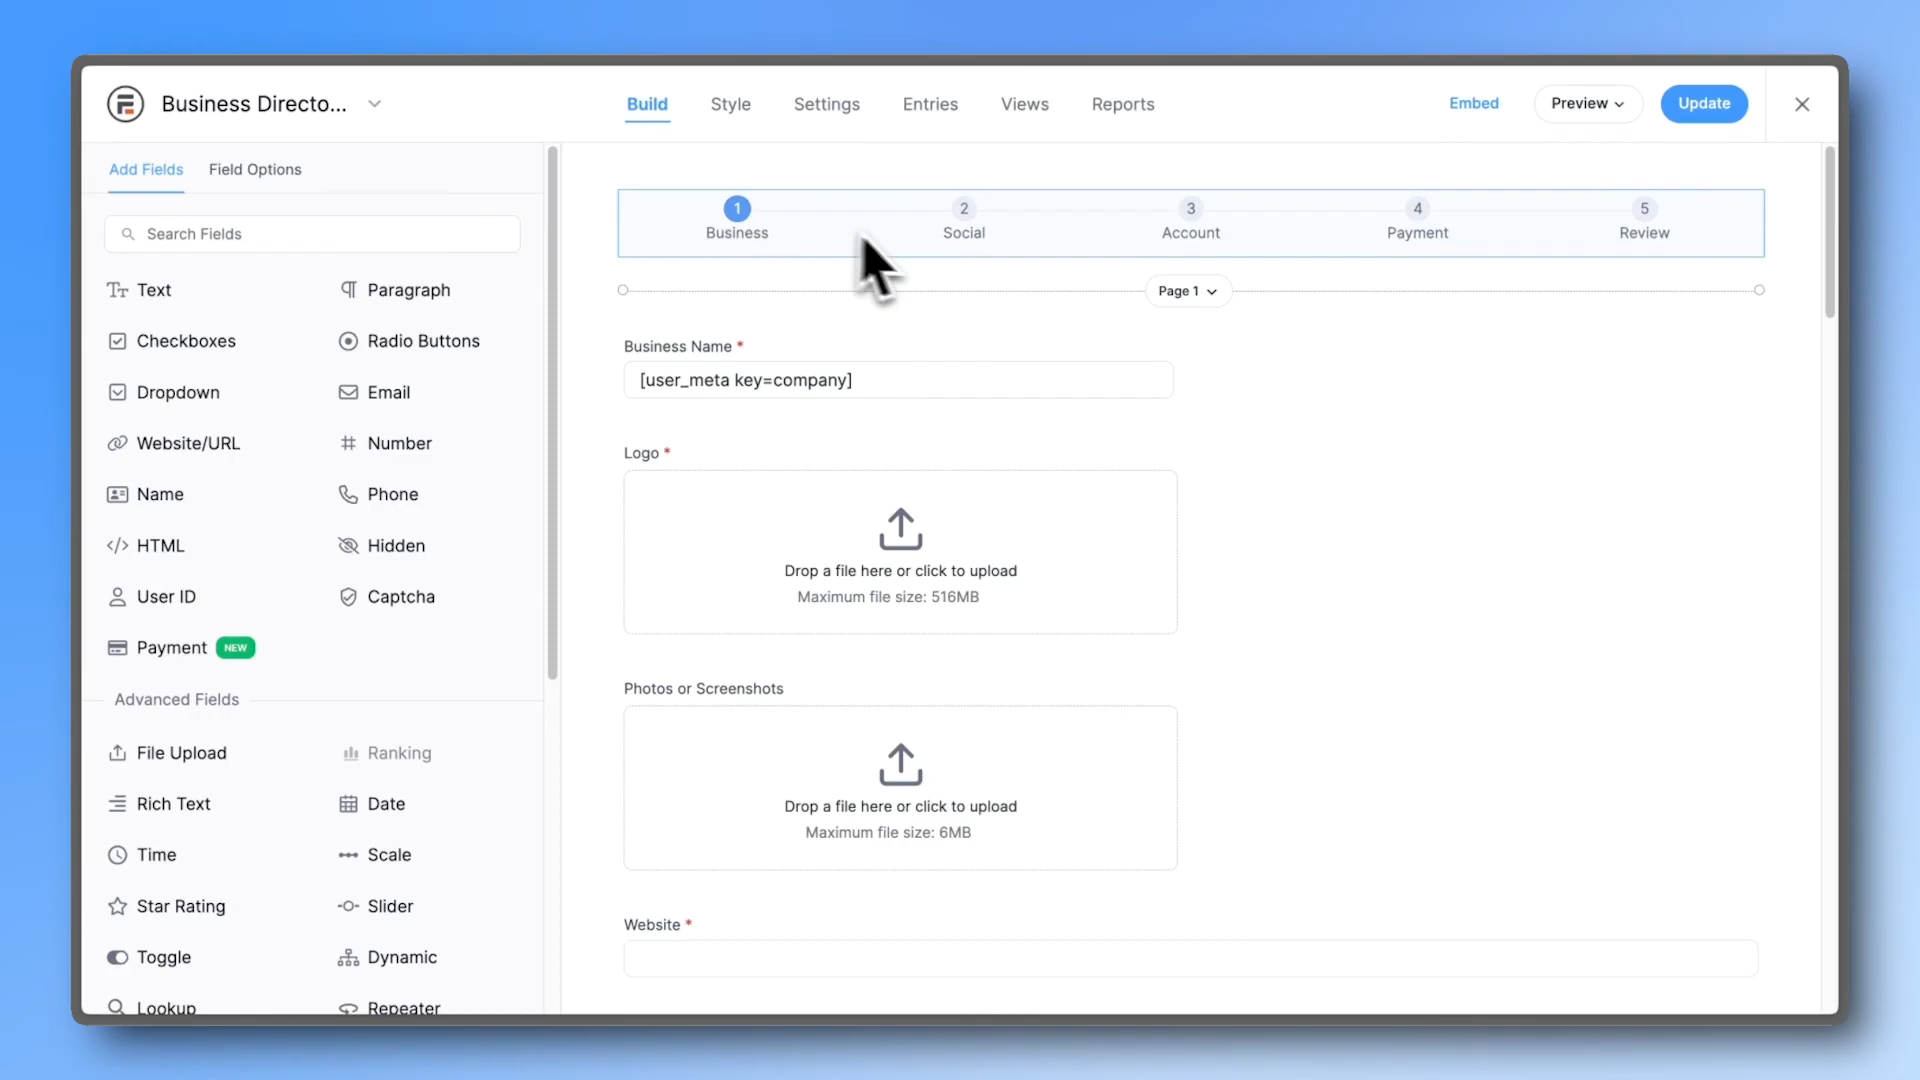 Business Directo...
Build
Style
Settings
Entries
Views
Reports
Embed
Preview
Update
Add Fields
Field Options
Search Fields
Text
Paragraph
Checkboxes
Radio Buttons
Dropdown
Email
Website/URL
Number
Name
Phone
HTML
Hidden
User ID
Captcha
Payment NEW
Advanced Fields
File Upload
Ranking
Rich Text
Date
Time
Scale
Star Rating
Slider
Toggle
Dynamic
Lookup
Repeater
1
Business
2
Social
3
Account
4
Payment
5
Review
Page 1
Business Name *
[user_meta key=company]
Logo *
Drop a file here or click to upload
Maximum file size: 516MB
Photos or Screenshots
Drop a file here or click to upload
Maximum file size: 6MB
Website *